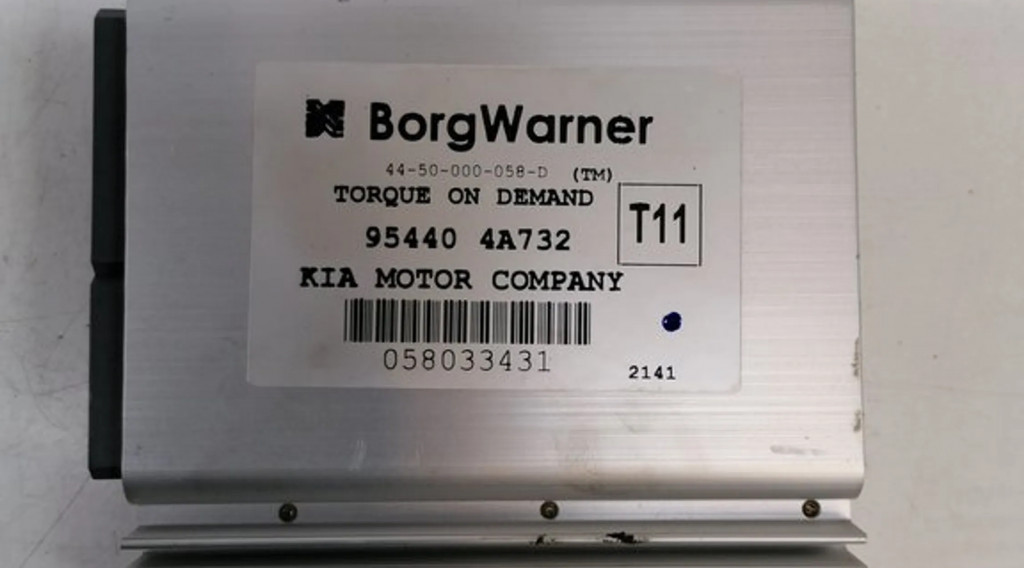 BorgWarner
44-50-000-058-D (TM)
TORQUE ON DEMAND
T11
95440 4A732
KIA MOTOR COMPANY
058033431
2141